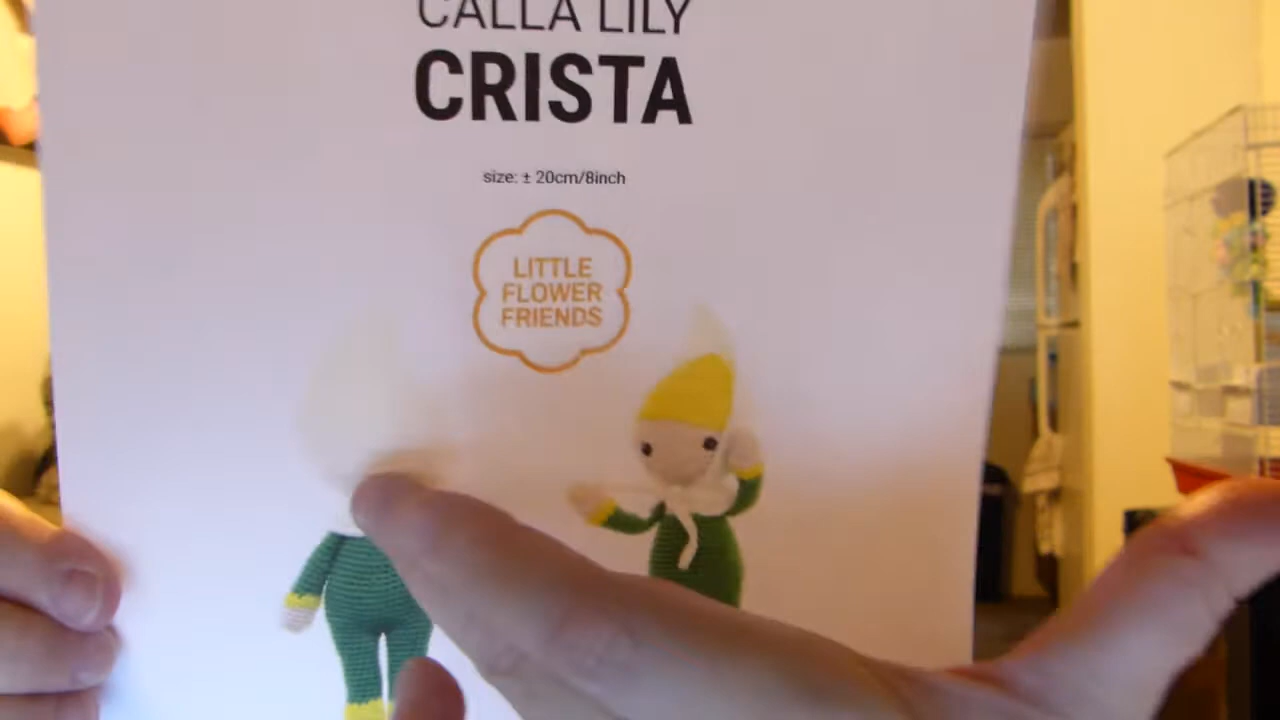 CALLA LILY
CRISTA
size: ± 20cm/8inch
LITTLE
FLOWER
FRIENDS